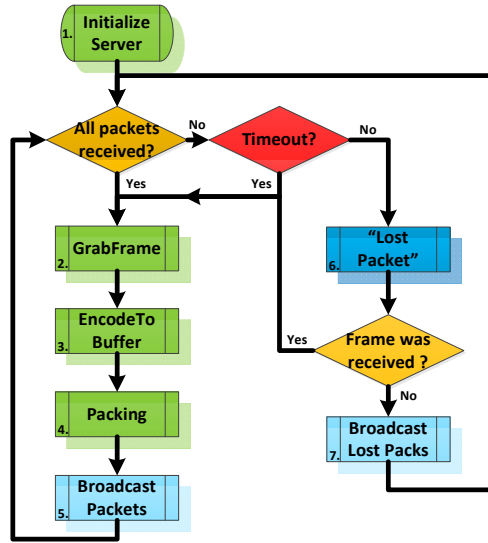 1.
Initialize
Server
All packets
received?
No
Timeout?
No
Yes
Yes
GrabFrame
2.
“Lost
Packet”
6.
EncodeTo
Buffer
3.
Yes
Frame was
received ?
No
Packing
4.
Broadcast
Lost Packs
7.
Broadcast
Packets
5.